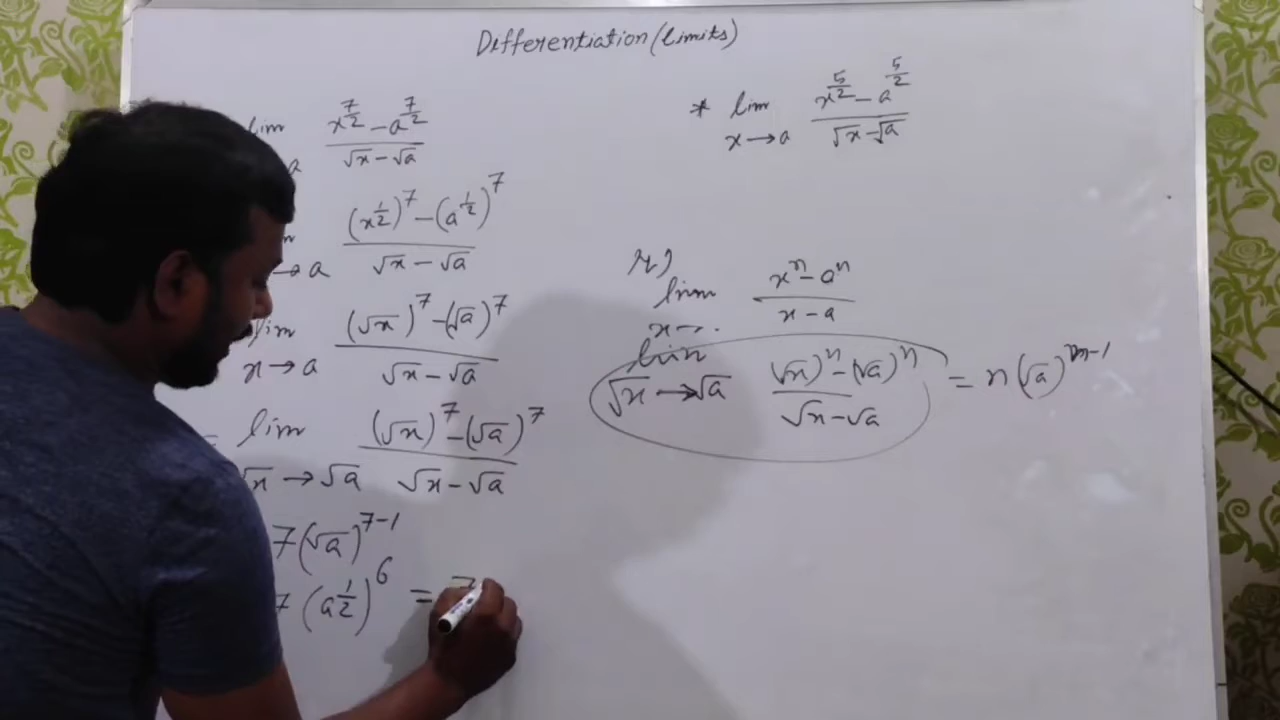 Differentiation (limits)
lim x^{7/2} - a^{7/2} / √x - √a
a
(x^{1/2})^7 - (a^{1/2})^7 / √x - √a
→ a
lim (√x)^7 - (√a)^7 / √x - √a
x → a
= lim (√x)^7 - (√a)^7 / √x - √a
√x → √a
7(√a)^{7-1}
7(a^{1/2})^6 = 7
* lim x^{5/2} - a^{5/2} / √x - √a
x → a
lim x^n - a^n / x - a
x →
lim (√x)^n - (√a)^n / √x - √a = n(√a)^{n-1}
√x → √a